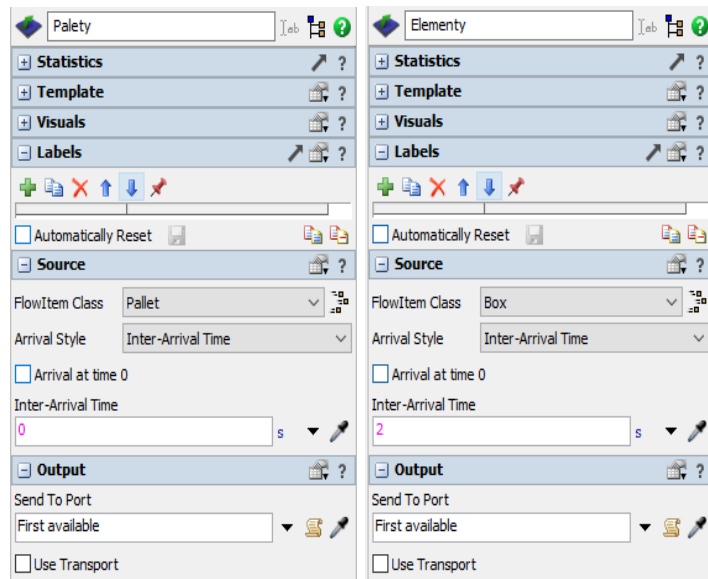 Palety
Statistics
Template
Visuals
Labels
Automatically Reset
Source
FlowItem Class Pallet
Arrival Style Inter-Arrival Time
Arrival at time 0
Inter-Arrival Time
0 s
Output
Send To Port
First available
Use Transport
Elementy
Statistics
Template
Visuals
Labels
Automatically Reset
Source
FlowItem Class Box
Arrival Style Inter-Arrival Time
Arrival at time 0
Inter-Arrival Time
2 s
Output
Send To Port
First available
Use Transport